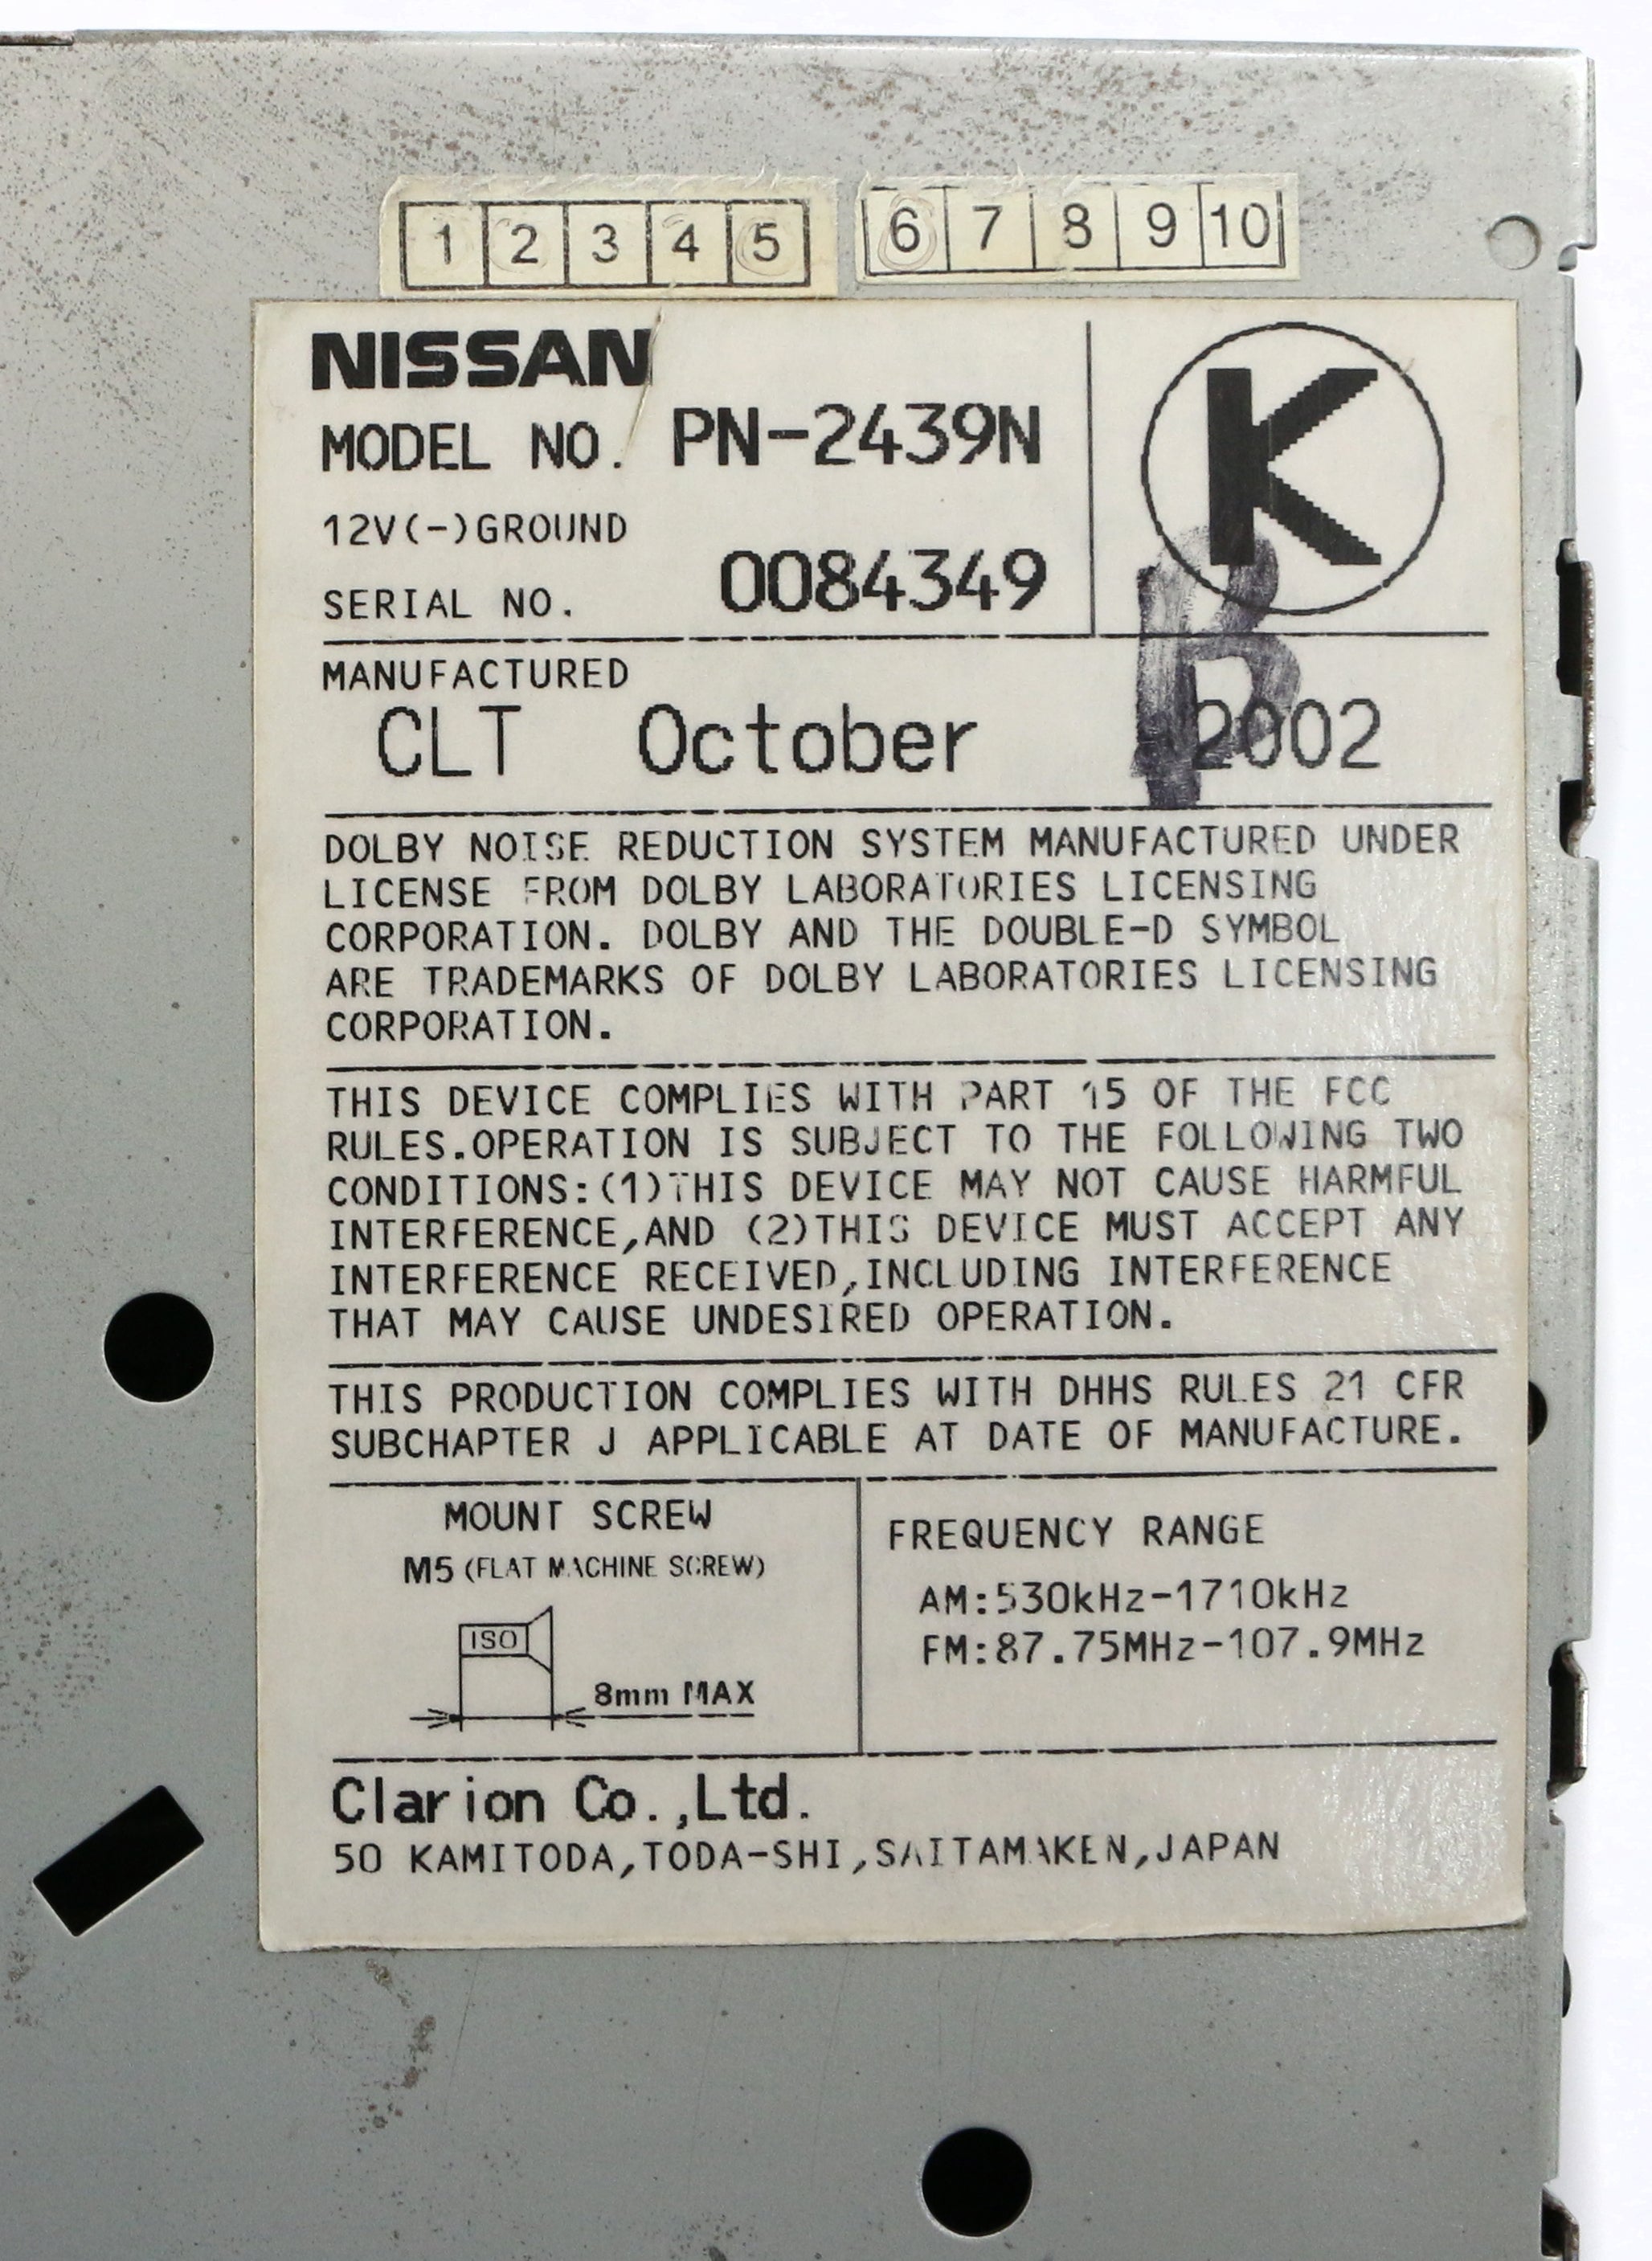 1 2 3 4 5 6 7 8 9 10
NISSAN
MODEL NO. PN-2439N
K
12V(-)GROUND
SERIAL NO. 0084349
MANUFACTURED
CLT October 2002
DOLBY NOISE REDUCTION SYSTEM MANUFACTURED UNDER
LICENSE FROM DOLBY LABORATORIES LICENSING
CORPORATION. DOLBY AND THE DOUBLE-D SYMBOL
ARE TRADEMARKS OF DOLBY LABORATORIES LICENSING
CORPORATION.
THIS DEVICE COMPLIES WITH PART 15 OF THE FCC
RULES.OPERATION IS SUBJECT TO THE FOLLOWING TWO
CONDITIONS:(1)THIS DEVICE MAY NOT CAUSE HARMFUL
INTERFERENCE,AND (2)THIS DEVICE MUST ACCEPT ANY
INTERFERENCE RECEIVED,INCLUDING INTERFERENCE
THAT MAY CAUSE UNDESIRED OPERATION.
THIS PRODUCTION COMPLIES WITH DHHS RULES 21 CFR
SUBCHAPTER J APPLICABLE AT DATE OF MANUFACTURE.
MOUNT SCREW
M5 (FLAT MACHINE SCREW)
ISO
8mm MAX
FREQUENCY RANGE
AM:530kHz-1710kHz
FM:87.75MHz-107.9MHz
Clarion Co.,Ltd.
50 KAMITODA,TODA-SHI,SAITAMAKEN,JAPAN